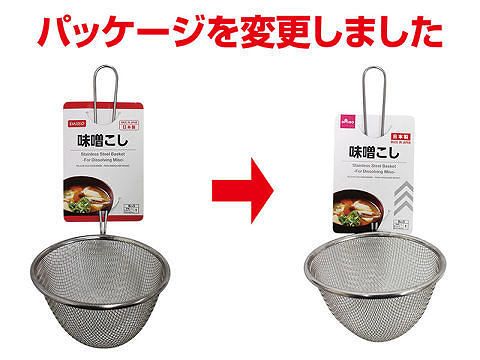 パッケージを変更しました
DAISO
MADE IN JAPAN
日本製
味噌こし
Stainless Steel Basket
-For Dissolving Miso-
DAISO
日本製
MADE IN JAPAN
味噌こし
Stainless Steel Basket
-For Dissolving Miso-